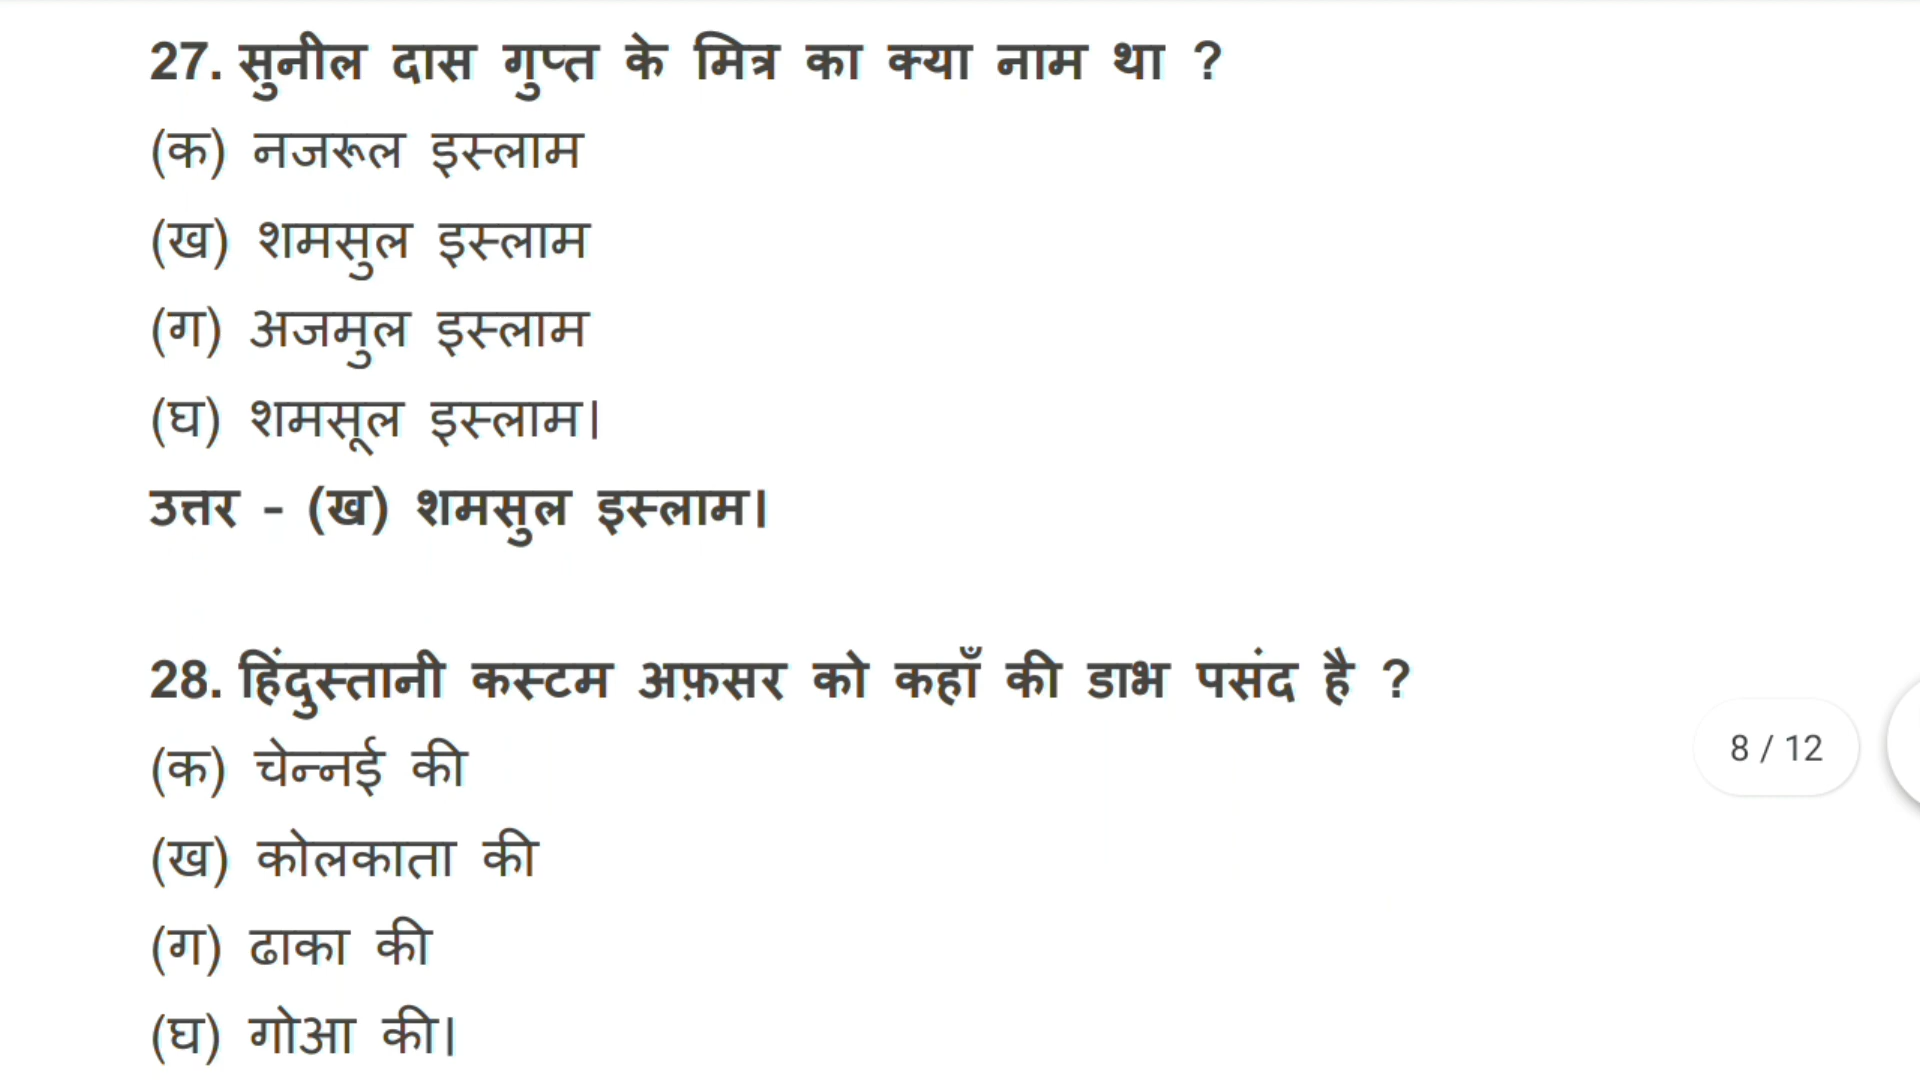 27. सुनील दास गुप्त के मित्र का क्या नाम था ?
(क) नजरूल इस्लाम
(ख) शमसुल इस्लाम
(ग) अजमुल इस्लाम
(घ) शमसूल इस्लाम।
उत्तर - (ख) शमसुल इस्लाम।
28. हिंदुस्तानी कस्टम अफ़सर को कहाँ की डाभ पसंद है ?
(क) चेन्नई की
(ख) कोलकाता की
8 / 12
(ग) ढाका की
(घ) गोआ की।